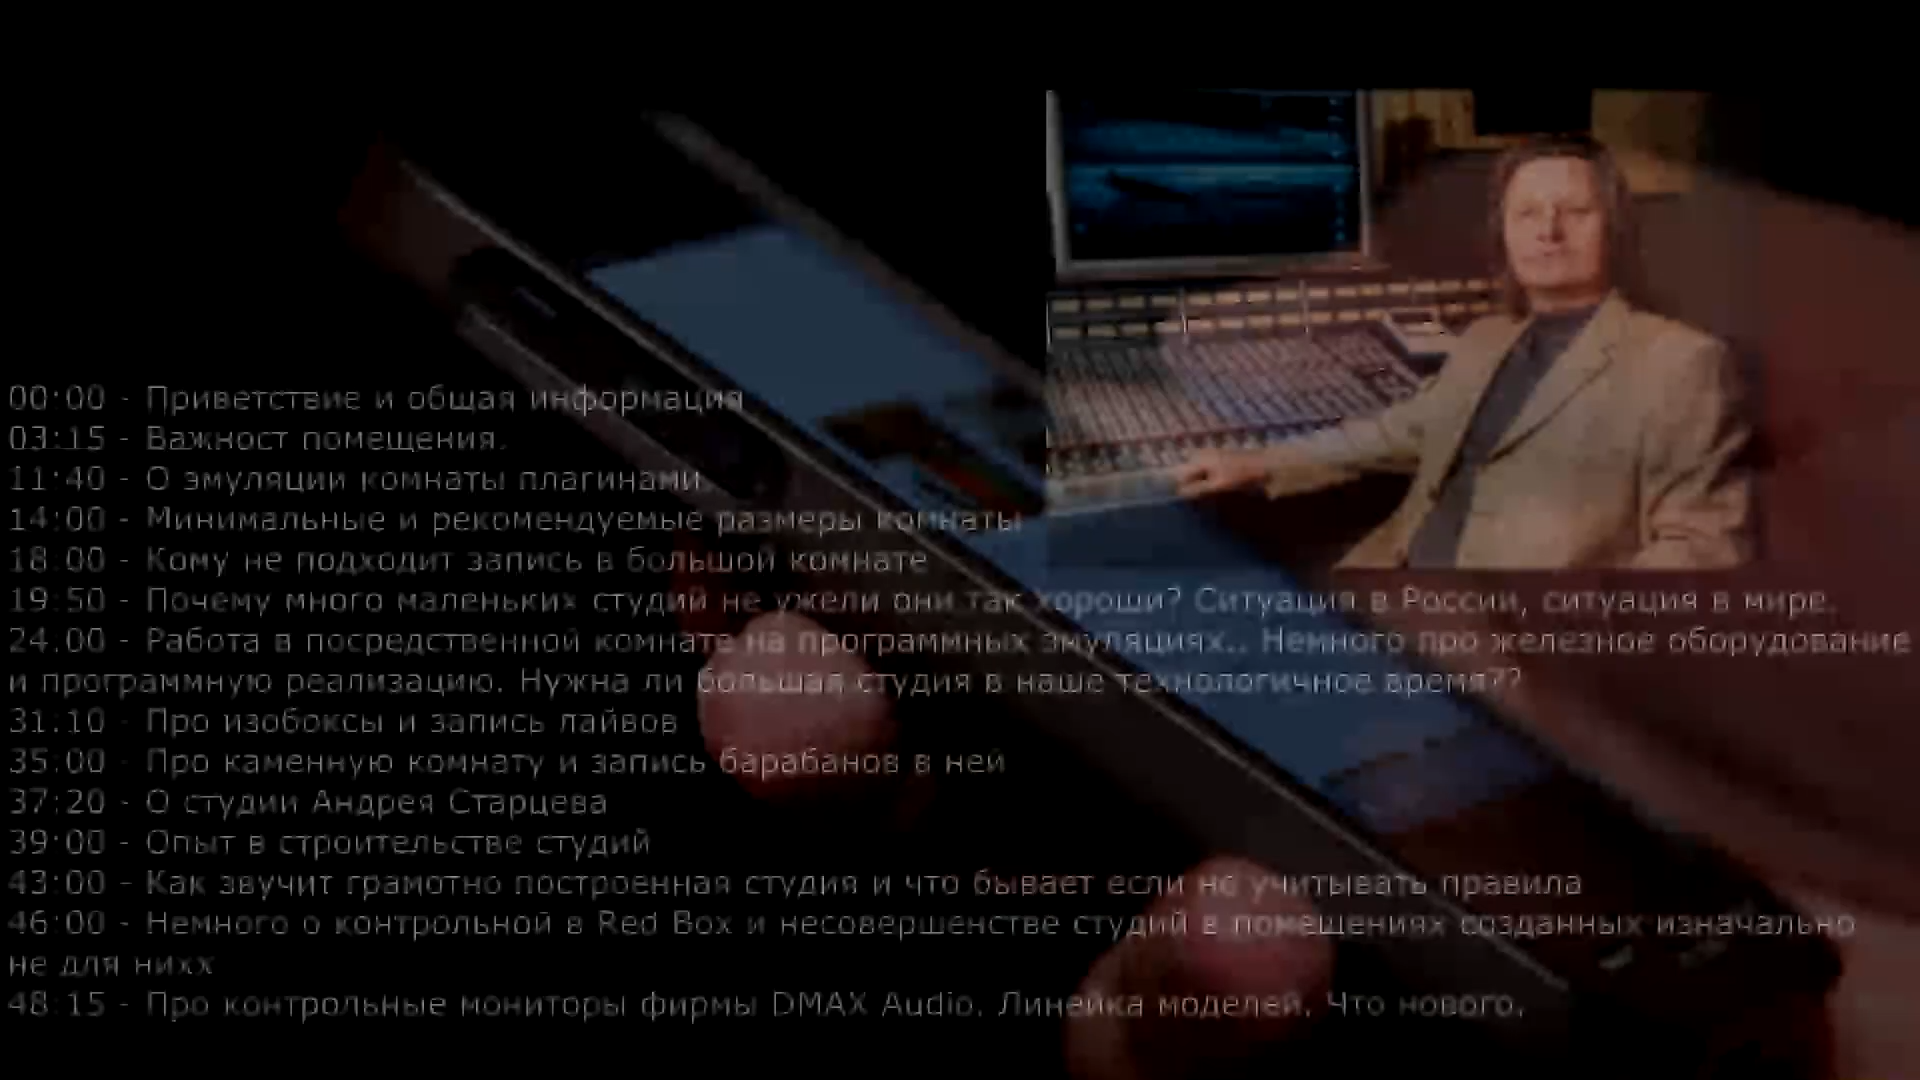 00:00 - Приветствие и общая информация
03:15 - Важност помещения.
11:40 - О эмуляции комнаты плагинами.
14:00 - Минимальные и рекомендуемые размеры комнаты
18:00 - Кому не подходит запись в большой комнате
19:50 - Почему много маленьких студий не ужели они так хороши? Ситуация в России, ситуация в мире.
24.00 - Работа в посредственной комнате на программных эмуляциях.. Немного про железное оборудование
и программную реализацию. Нужна ли большая студия в наше технологичное время??
31:10 - Про изобоксы и запись лайвов
35:00 - Про каменную комнату и запись барабанов в ней
37:20 - О студии Андрея Старцева
39:00 - Опыт в строительстве студий
43:00 - Как звучит грамотно построенная студия и что бывает если не учитывать правила
46:00 - Немного о контрольной в Red Box и несовершенстве студий в помещениях созданных изначально
не для нихх
48:15 - Про контрольные мониторы фирмы DMAX Audio. Линейка моделей. Что нового.